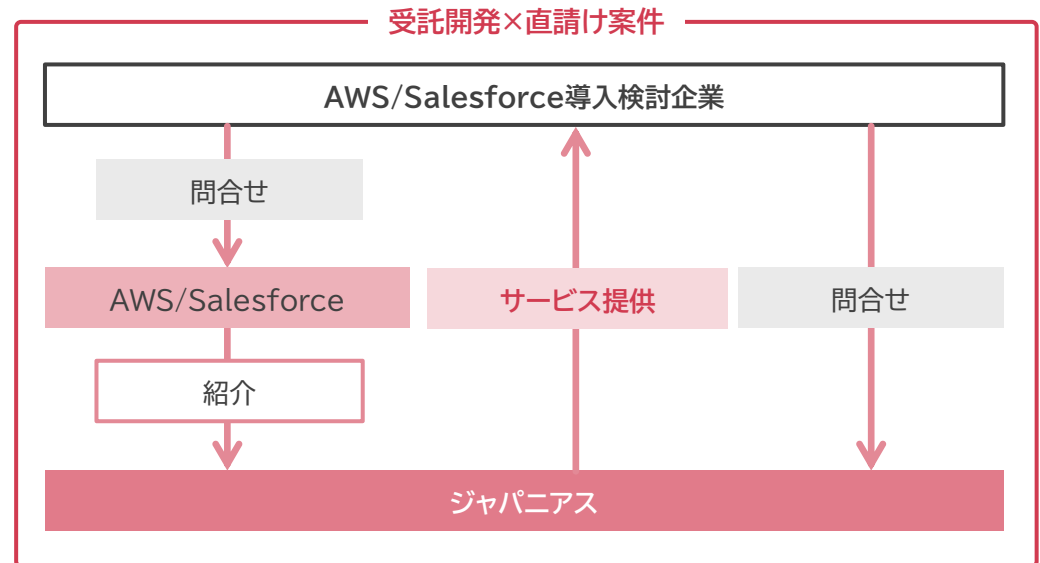 受託開発×直請け案件
AWS/Salesforce導入検討企業
問合せ
AWS/Salesforce
サービス提供
問合せ
紹介
ジャパニアス